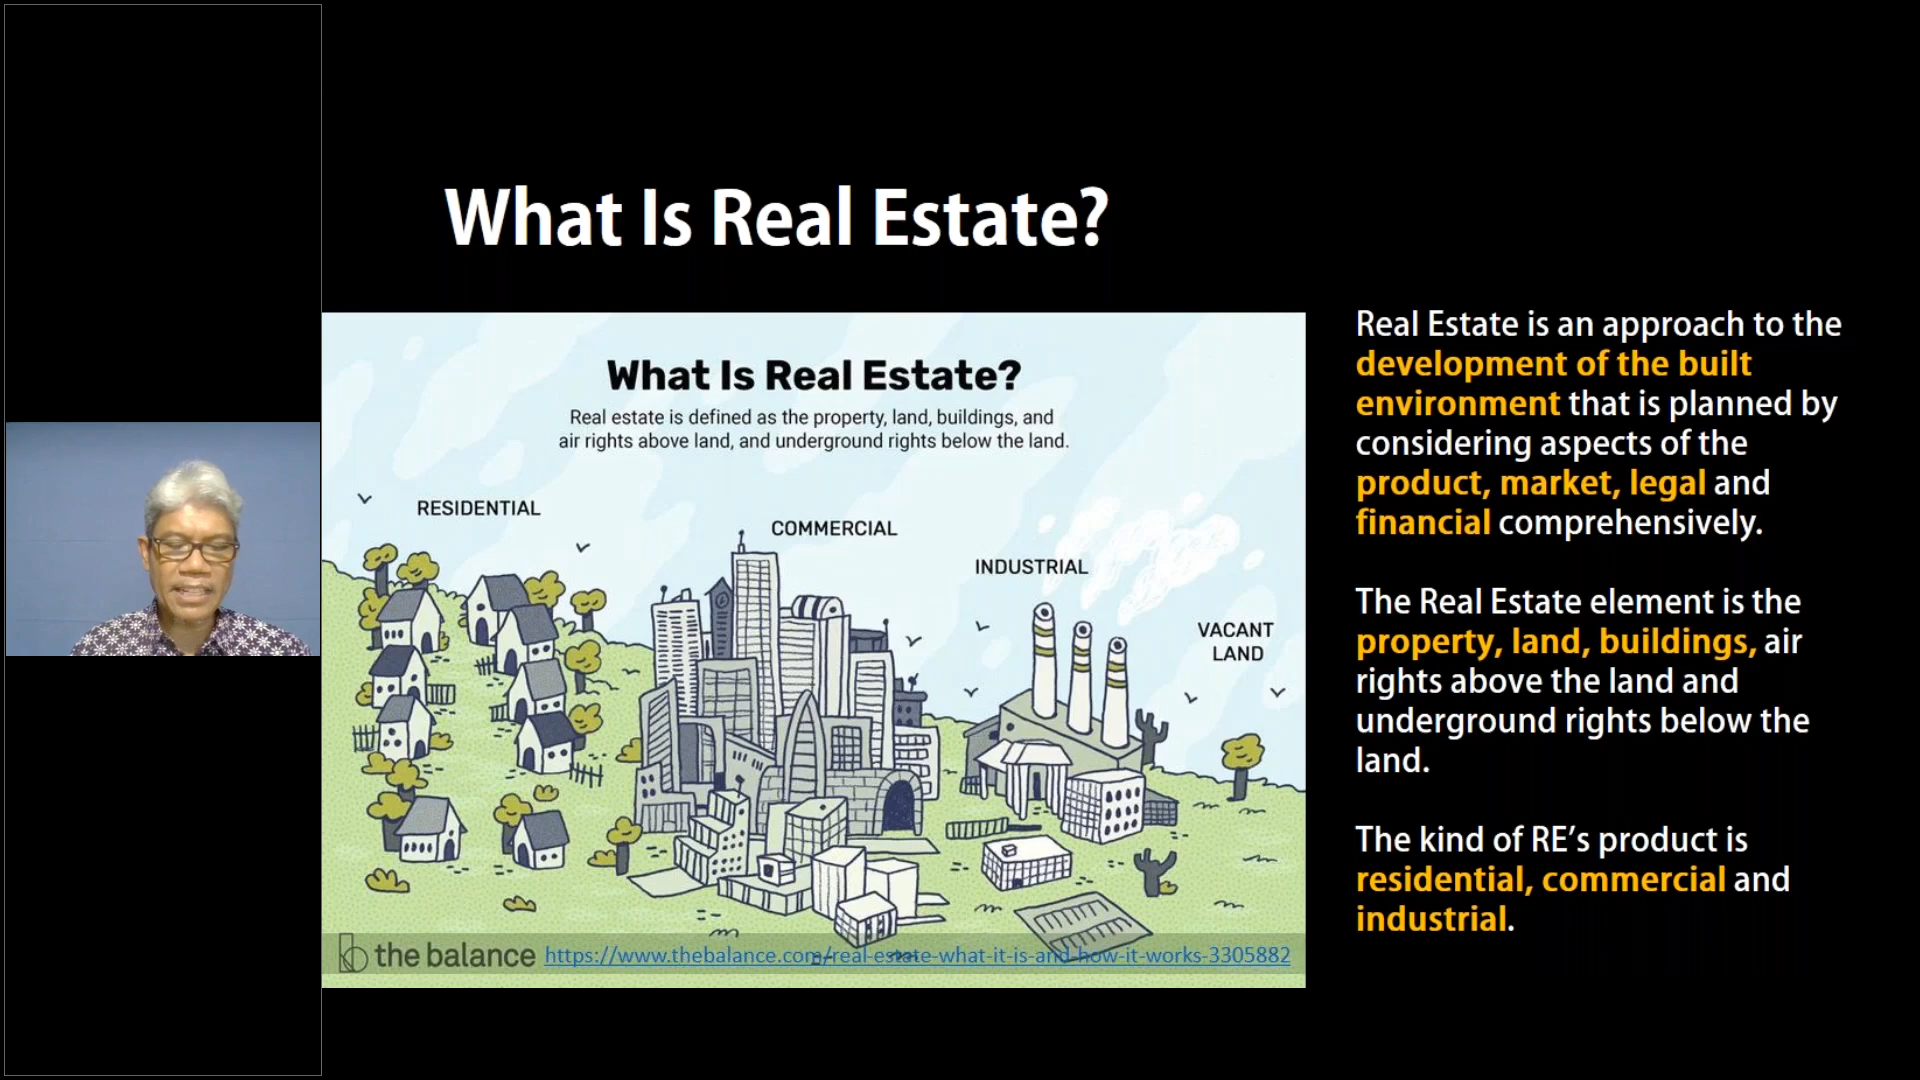 What Is Real Estate?
What Is Real Estate?
Real estate is defined as the property, land, buildings, and
air rights above land, and underground rights below the land.
RESIDENTIAL
COMMERCIAL
INDUSTRIAL
VACANT
LAND
the balance
https://www.thebalance.com/real-estate-what-it-is-and-how-it-works-3305882
Real Estate is an approach to the
development of the built
environment that is planned by
considering aspects of the
product, market, legal and
financial comprehensively.
The Real Estate element is the
property, land, buildings, air
rights above the land and
underground rights below the
land.
The kind of RE’s product is
residential, commercial and
industrial.